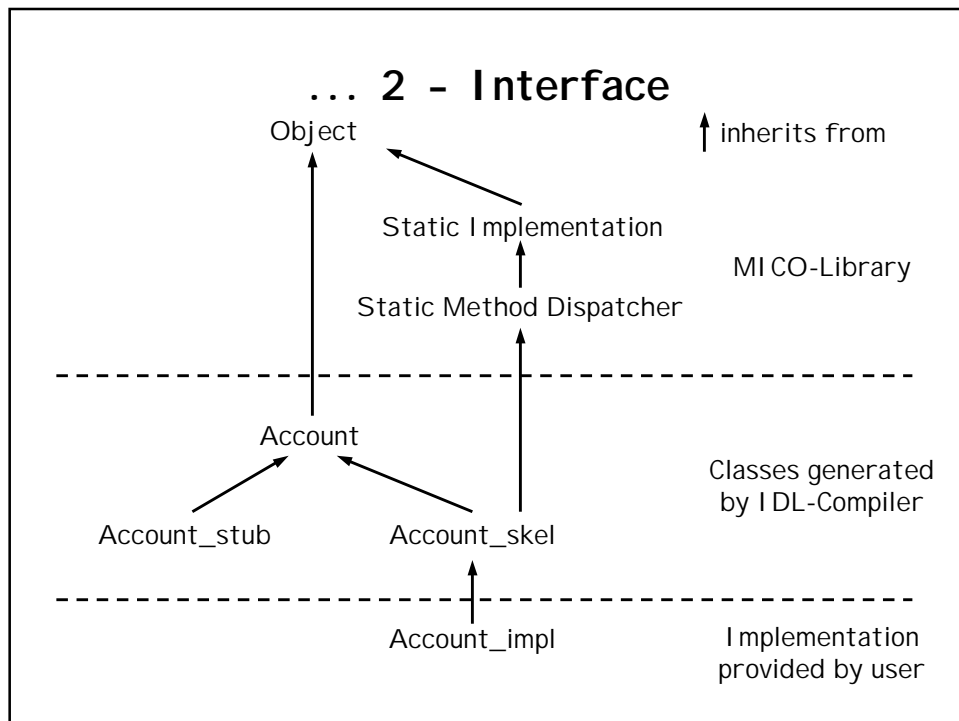 ... 2 - Interface
Object
inherits from
Static Implementation
MICO-Library
Static Method Dispatcher
Account
Classes generated
by IDL-Compiler
Account_stub
Account_skel
Account_impl
Implementation
provided by user